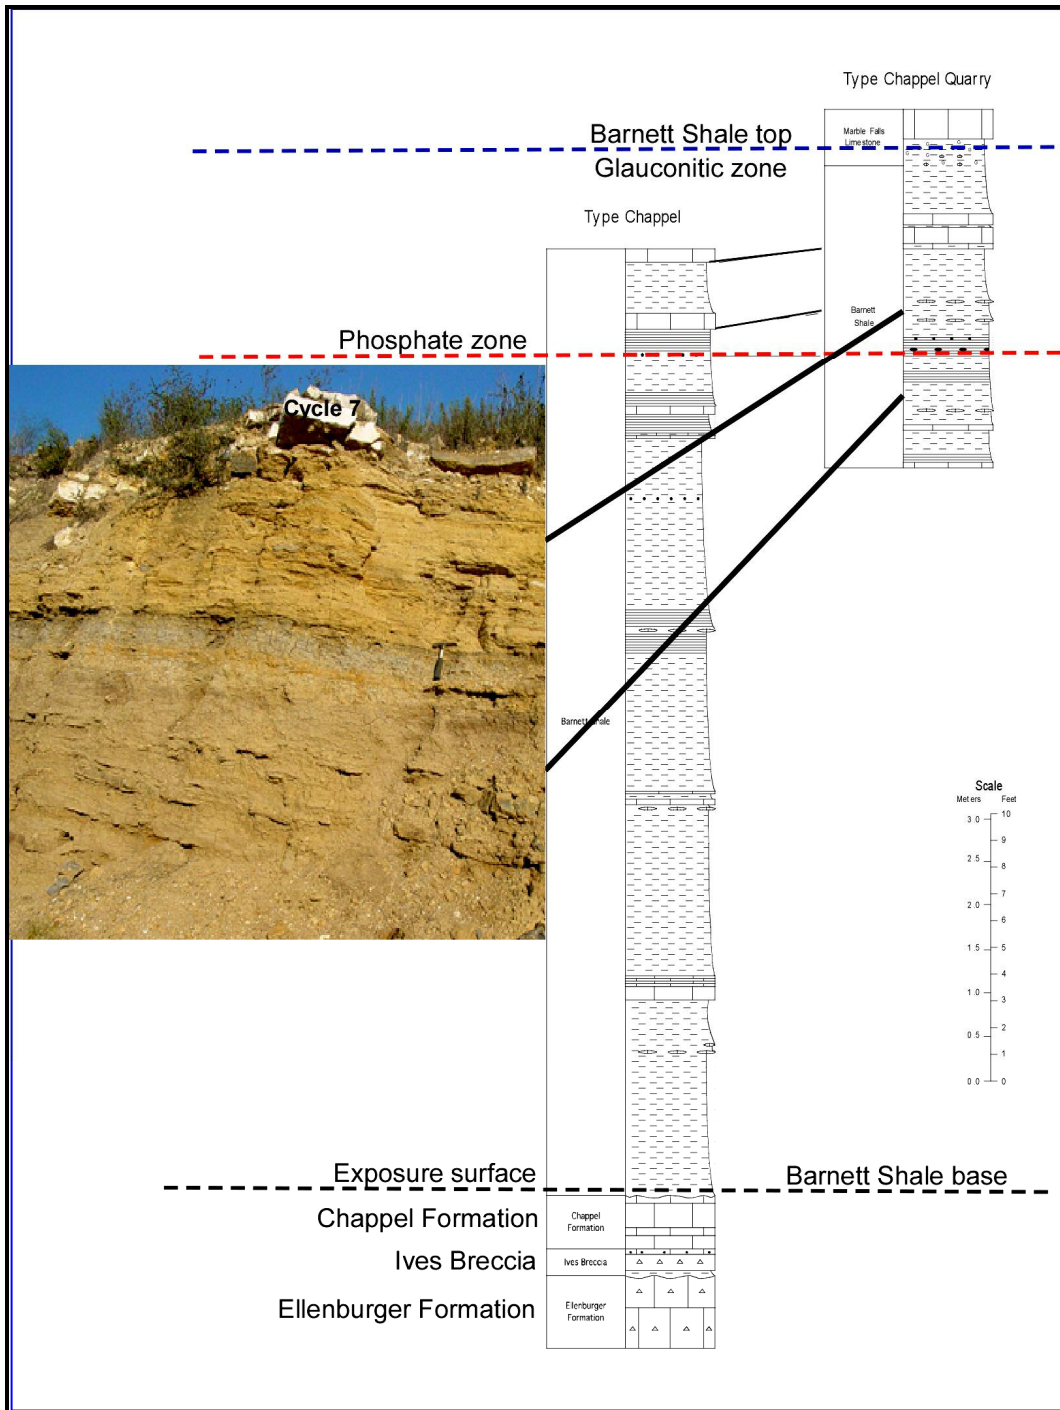 Type Chappel Quarry
Marble Falls
Limestone
Barnett Shale top
Glauconitic zone
Type Chappel
Barnett
Shale
Phosphate zone
Cycle 7
Barnett Shale
Scale
Meters Feet
3.0 10
9
2.5 8
7
2.0 6
1.5 5
4
1.0 3
2
0.5 1
0.0 0
Exposure surface
Barnett Shale base
Chappel Formation
Chappel
Formation
Ives Breccia
Ives Breccia
Ellenburger Formation
Ellenburger
Formation